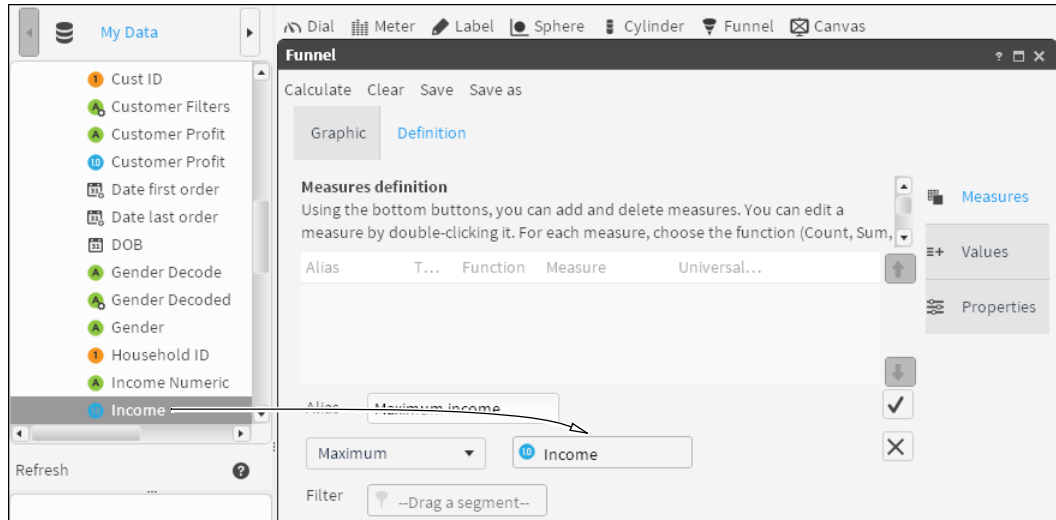 My Data
Dial Meter Label Sphere Cylinder Funnel Canvas
Funnel
Calculate Clear Save Save as
Graphic Definition
Cust ID
Customer Filters
Customer Profit
Customer Profit
Date first order
Date last order
DOB
Gender Decode
Gender Decoded
Gender
Household ID
Income Numeric
Income
Refresh
Measures definition
Using the bottom buttons, you can add and delete measures. You can edit a
measure by double-clicking it. For each measure, choose the function (Count, Sum,
Alias T... Function Measure Universal...
Alias Maximum income
Maximum Income
Filter --Drag a segment--
Measures
Values
Properties